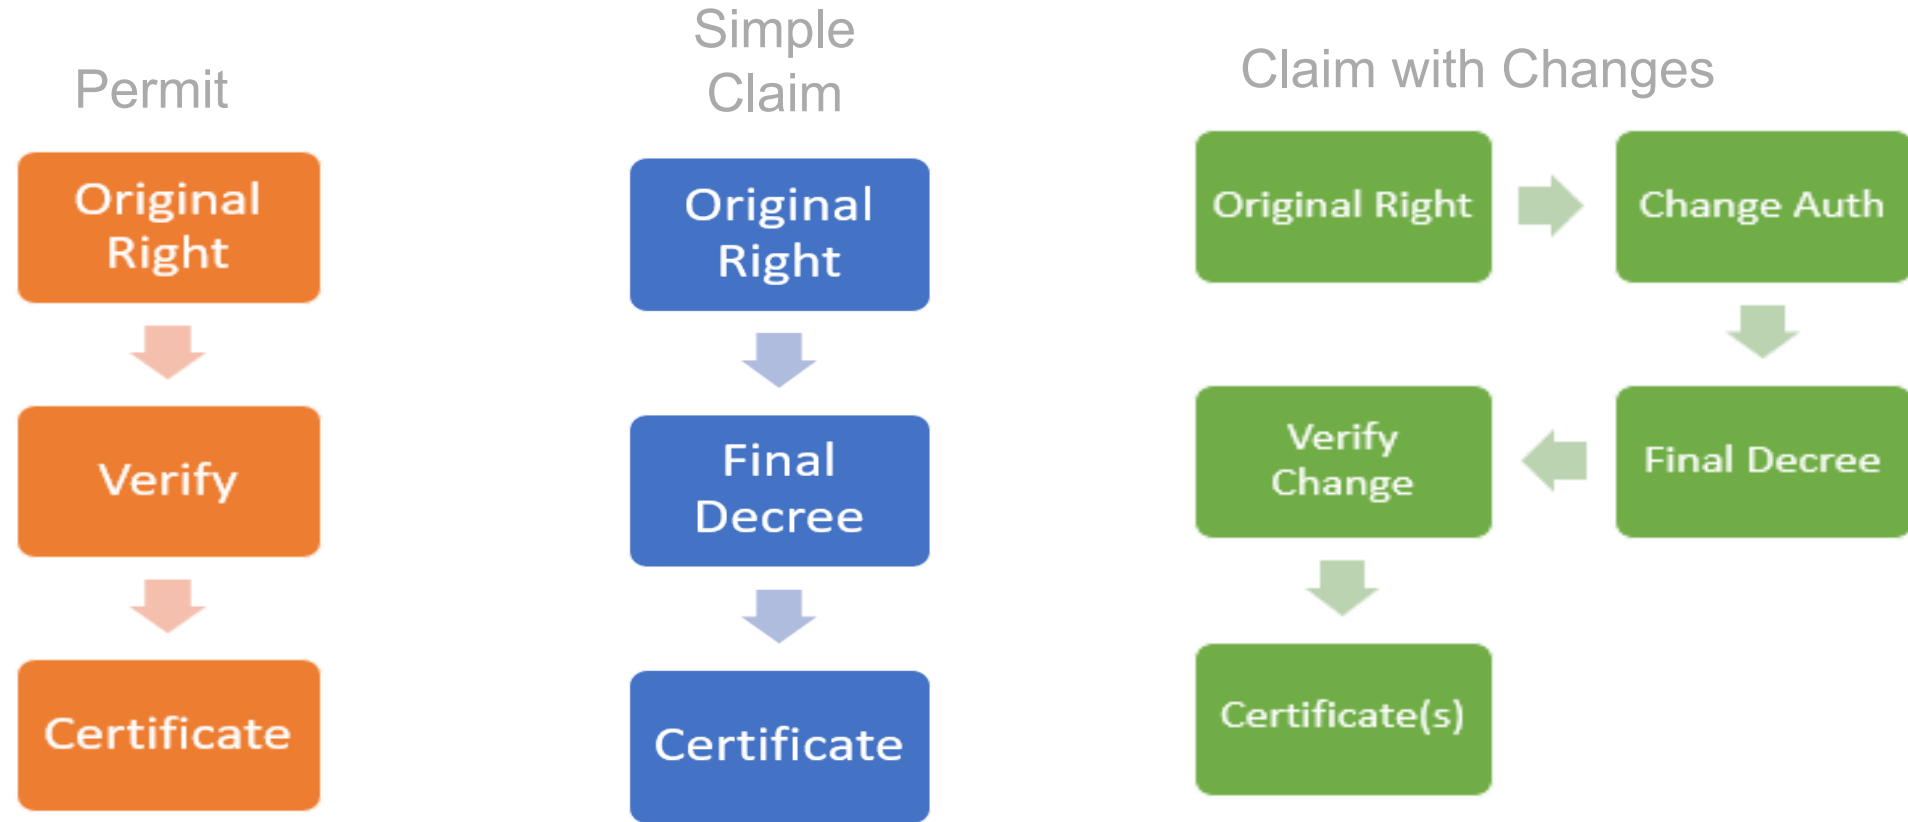 Permit
Original
Right
Verify
Certificate
Simple
Claim
Original
Right
Final
Decree
Certificate
Claim with Changes
Original Right
Change Auth
Final Decree
Verify
Change
Certificate(s)